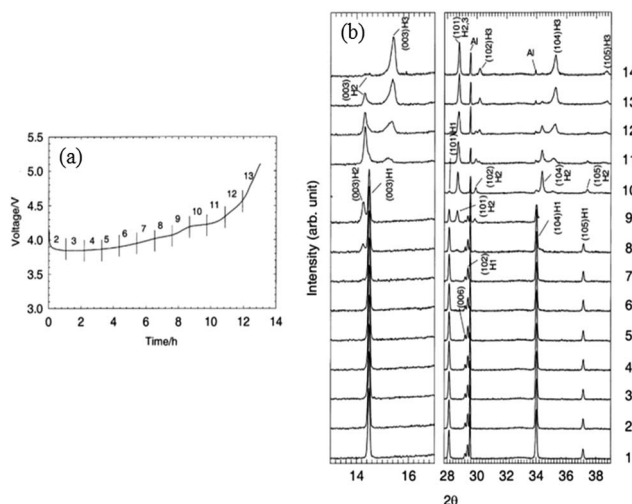 (a)
5.5
5.0
4.5
4.0
3.5
3.0
Voltage/V
2 3 4 5 6 7 8 9 10 11 12 13
0 2 4 6 8 10 12 14
Time/h
(b)
Intensity (arb. unit)
(003)H3
(003)
H2
(003)H2
(003)H1
(101)
H2,3
Al
(102)H3
Al
(104)H3
(105)H3
(101)H1
(102)
H2
(104)
H2
(105)
H2
(101)
H2
(104)H1
(105)H1
(102)
H1
(006)
14
13
12
11
10
9
8
7
6
5
4
3
2
1
14 16
28 30 32 34 36 38
2θ